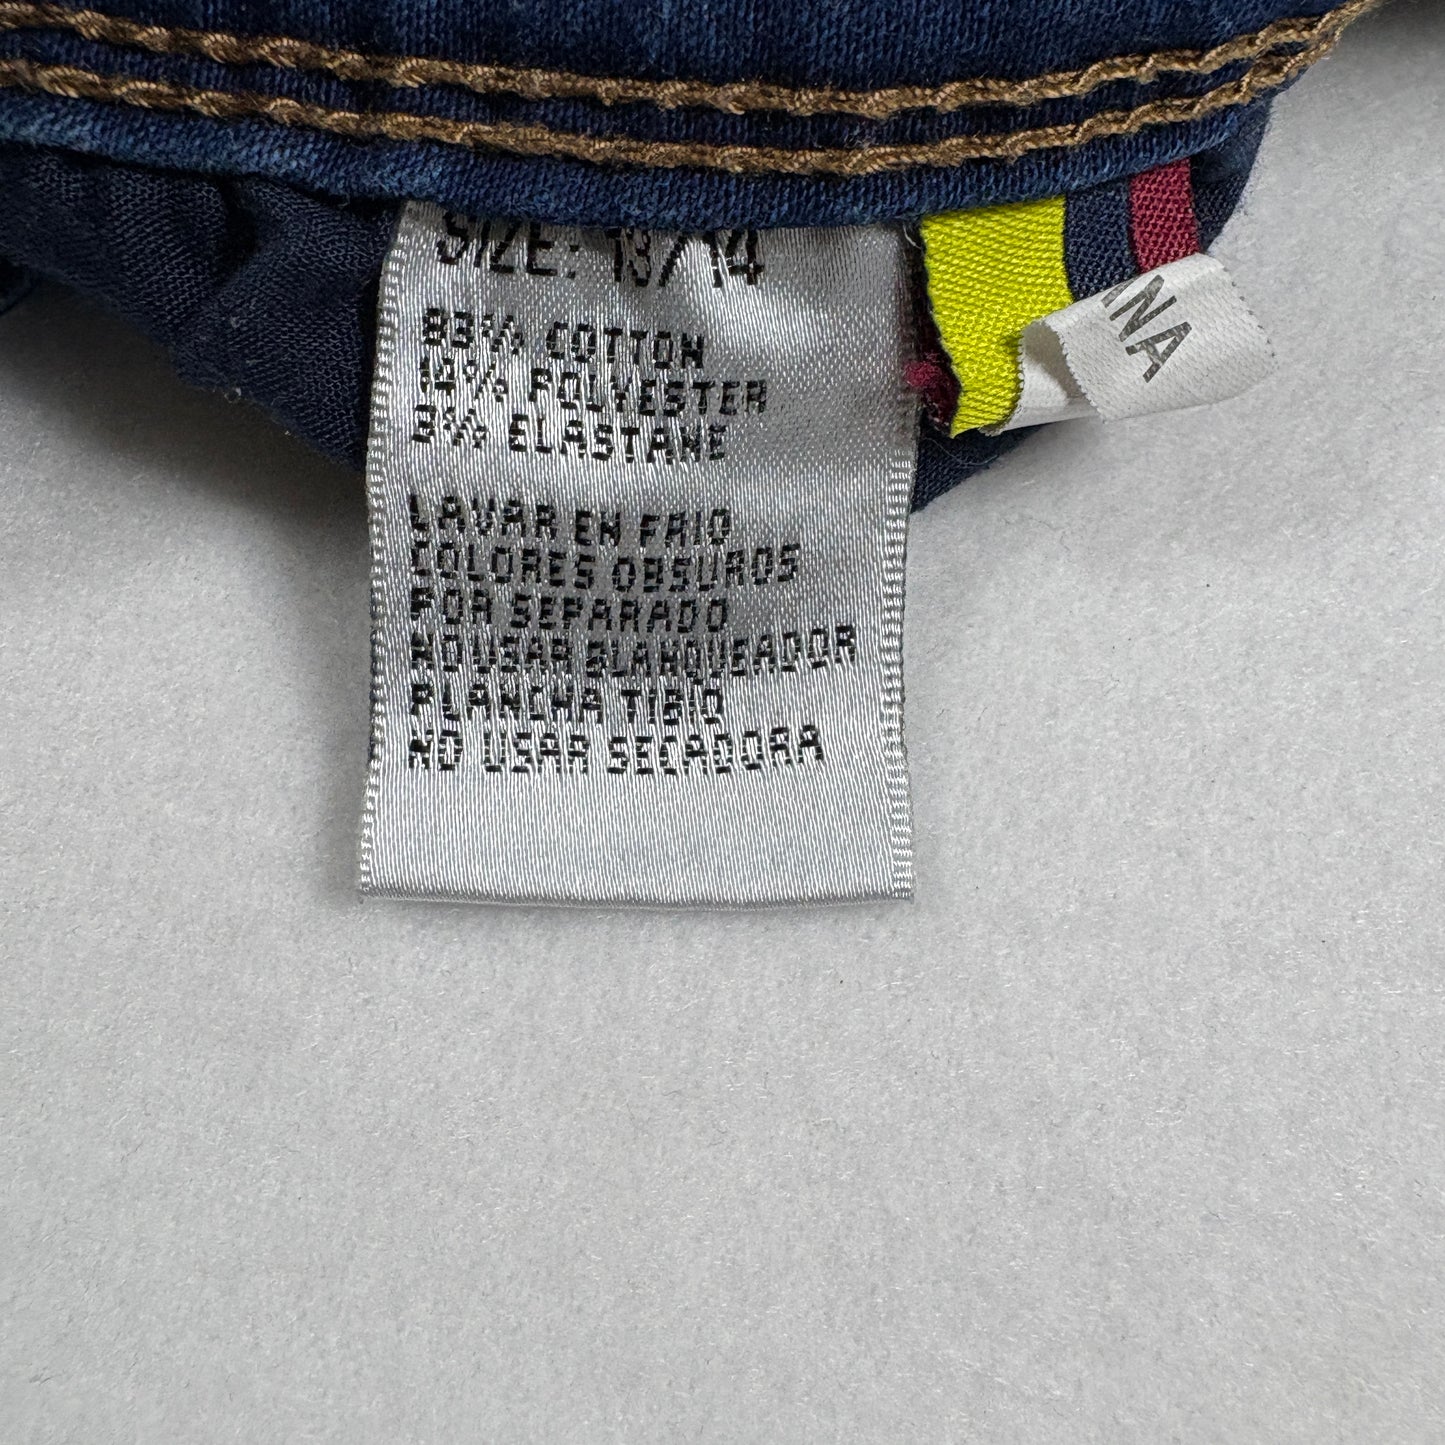 SIZE: 13/14
83% COTTON
14% POLYESTER
3% ELASTANE
LAVAR EN FRIO
COLORES OBSUROS
POR SEPARADO
NO USAR BLANQUEADOR
PLANCHA TIBIO
NO USAR SECADORA